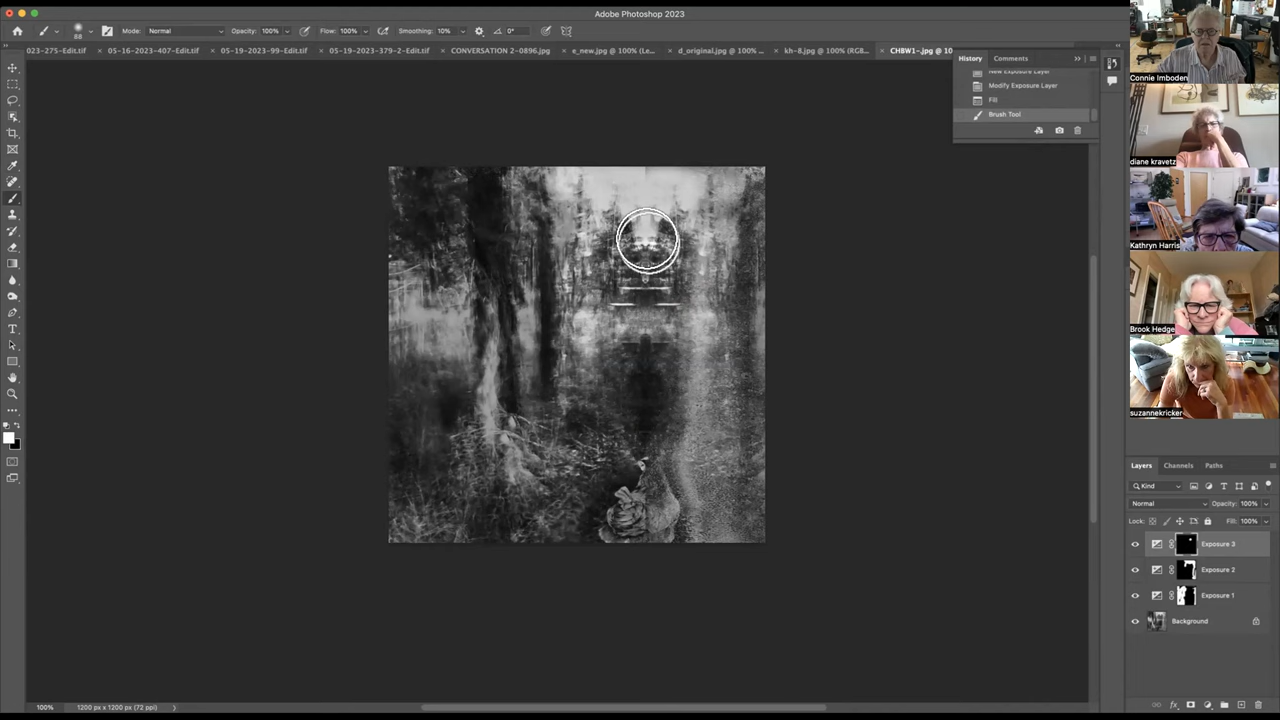 Adobe Photoshop 2023
88 Mode: Normal Opacity: 100% Flow: 100% Smoothing: 10% 0°
023-275-Edit.tif × 05-16-2023-407-Edit.tif × 05-19-2023-99-Edit.tif × 05-19-2023-379-2-Edit.tif × CONVERSATION 2-0896.jpg × e_new.jpg @ 100% (Le... × d_original.jpg @ 100% ... × kh-8.jpg @ 100% (RGB... × CHBW1-.jpg @ 10
History Comments
New Exposure Layer
Modify Exposure Layer
Fill
Brush Tool
Connie Imboden
diane kravetz
Kathryn Harris
Brook Hedge
suzannekricker
Layers Channels Paths
Kind
Normal Opacity: 100%
Lock: Fill: 100%
Exposure 3
Exposure 2
Exposure 1
Background
100% 1200 px x 1200 px (72 ppi)